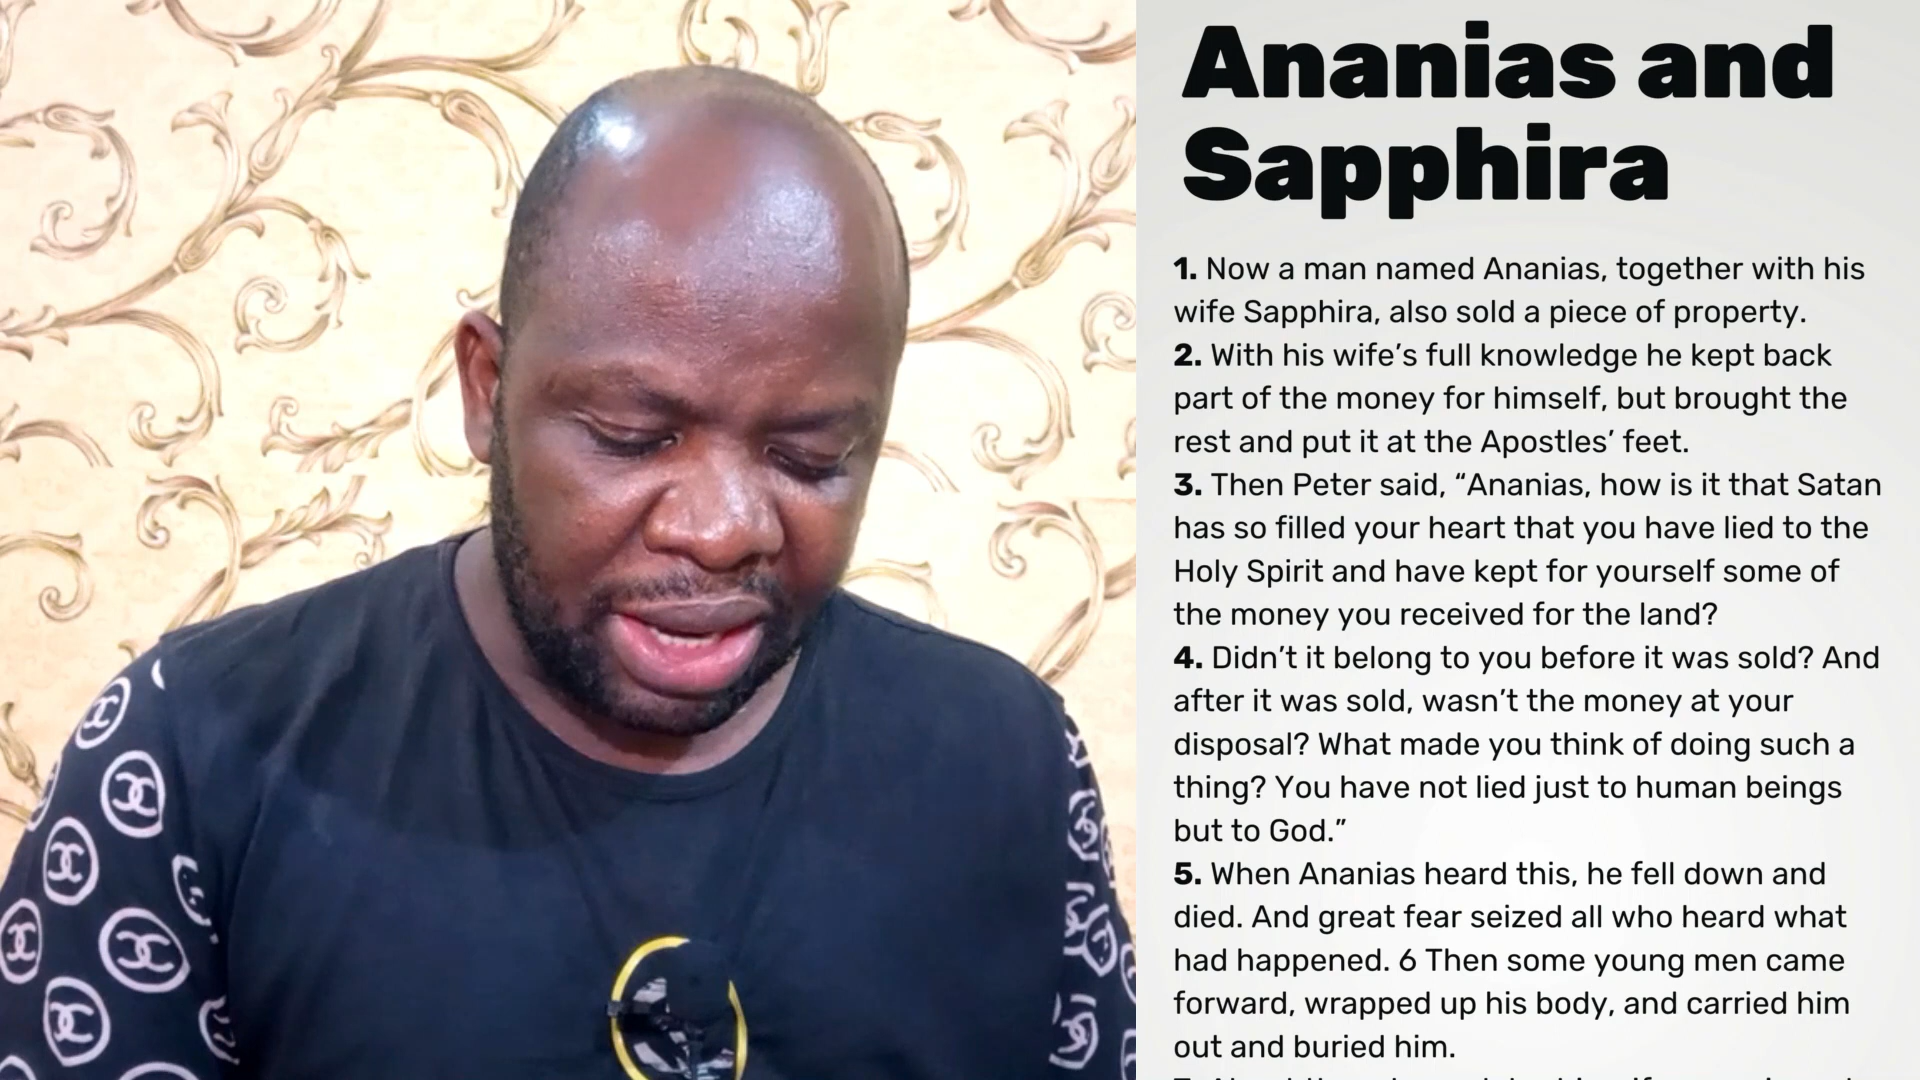 Ananias and
Sapphira
1. Now a man named Ananias, together with his
wife Sapphira, also sold a piece of property.
2. With his wife’s full knowledge he kept back
part of the money for himself, but brought the
rest and put it at the Apostles’ feet.
3. Then Peter said, “Ananias, how is it that Satan
has so filled your heart that you have lied to the
Holy Spirit and have kept for yourself some of
the money you received for the land?
4. Didn’t it belong to you before it was sold? And
after it was sold, wasn’t the money at your
disposal? What made you think of doing such a
thing? You have not lied just to human beings
but to God.”
5. When Ananias heard this, he fell down and
died. And great fear seized all who heard what
had happened. 6 Then some young men came
forward, wrapped up his body, and carried him
out and buried him.